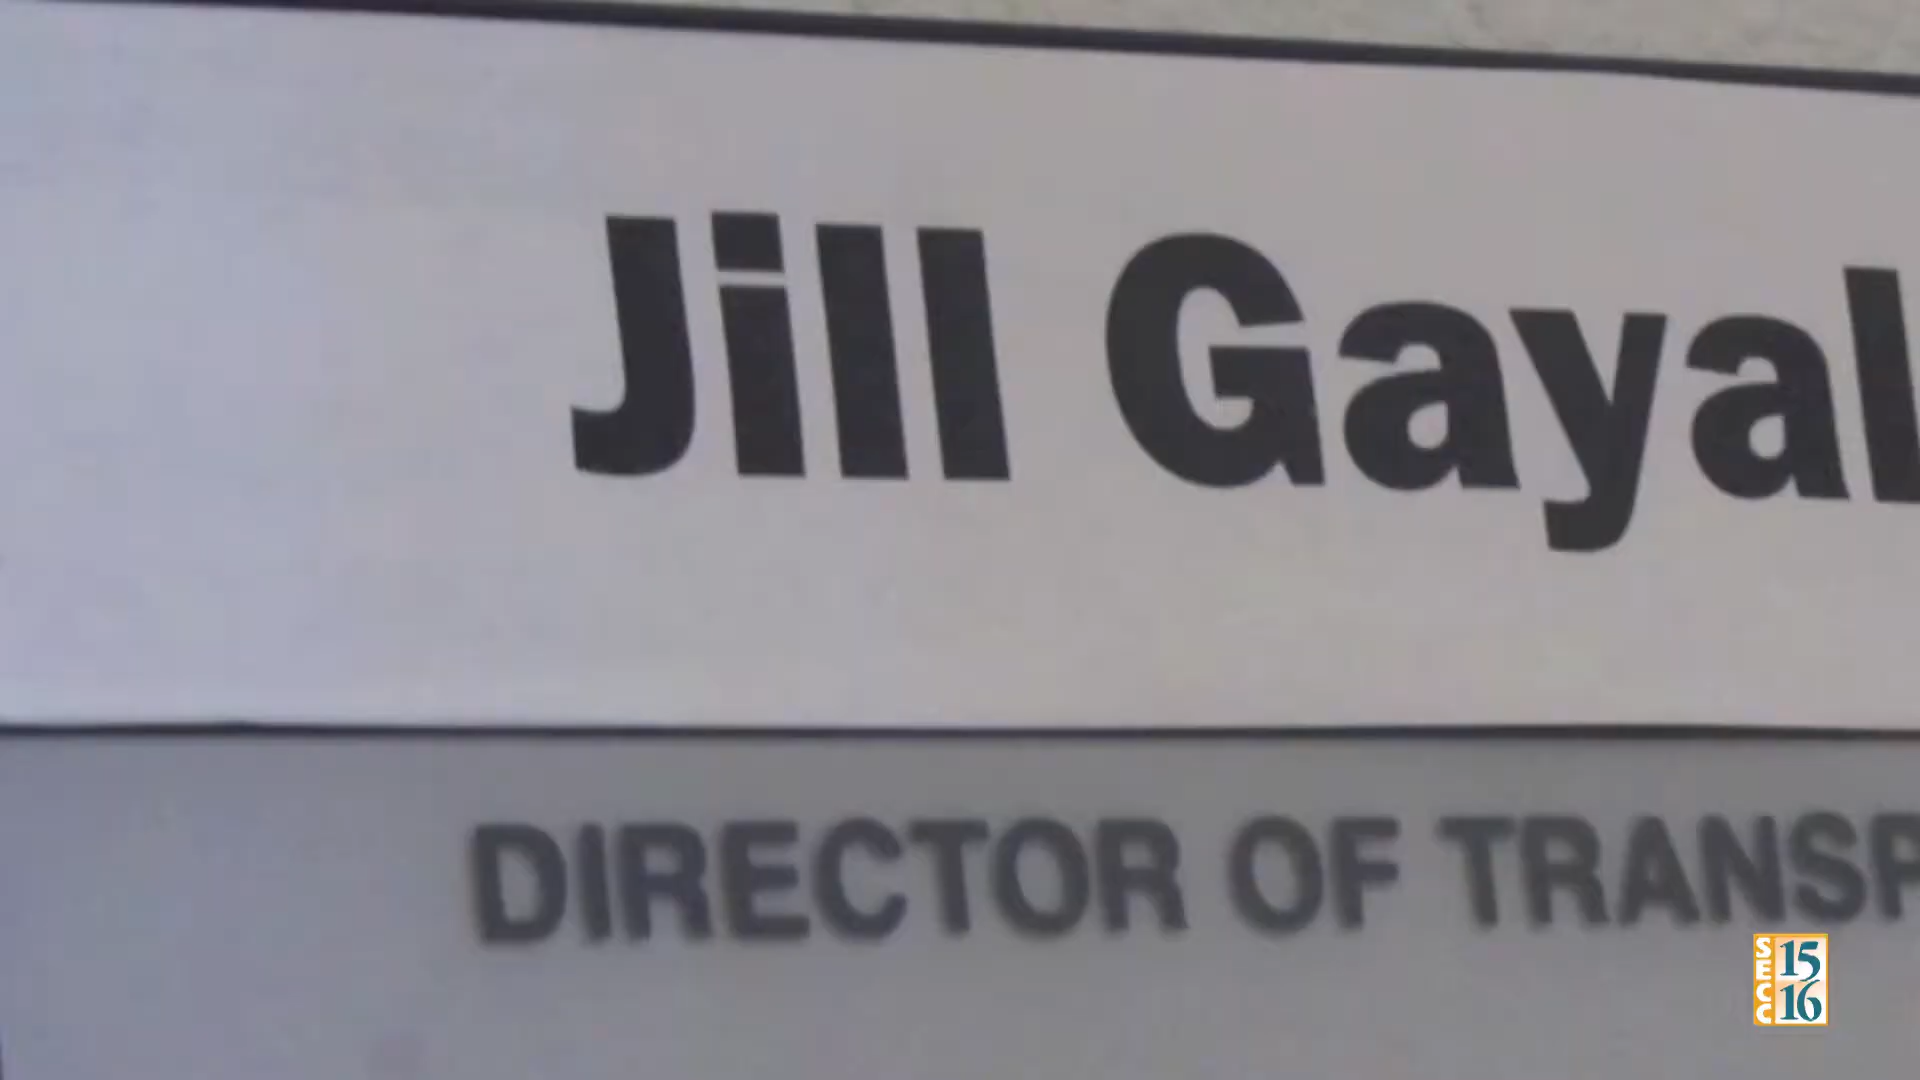 Jill Gayal
DIRECTOR OF TRANSP
SECC
15
16